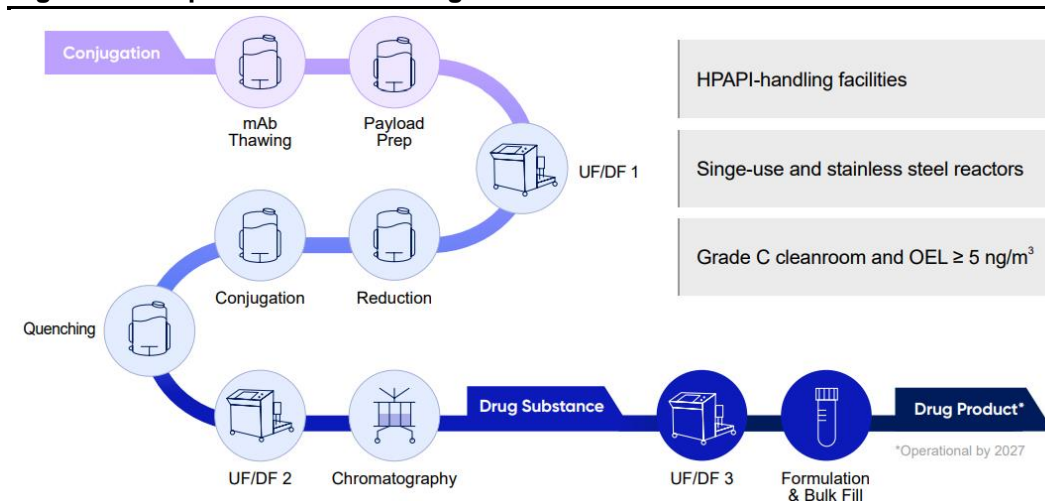 Conjugation
mAb
Thawing
Payload
Prep
UF/DF 1
HPAPI-handling facilities
Singe-use and stainless steel reactors
Grade C cleanroom and OEL ≥ 5 ng/m³
Conjugation
Reduction
Quenching
UF/DF 2
Chromatography
Drug Substance
UF/DF 3
Formulation
& Bulk Fill
Drug Product*
*Operational by 2027